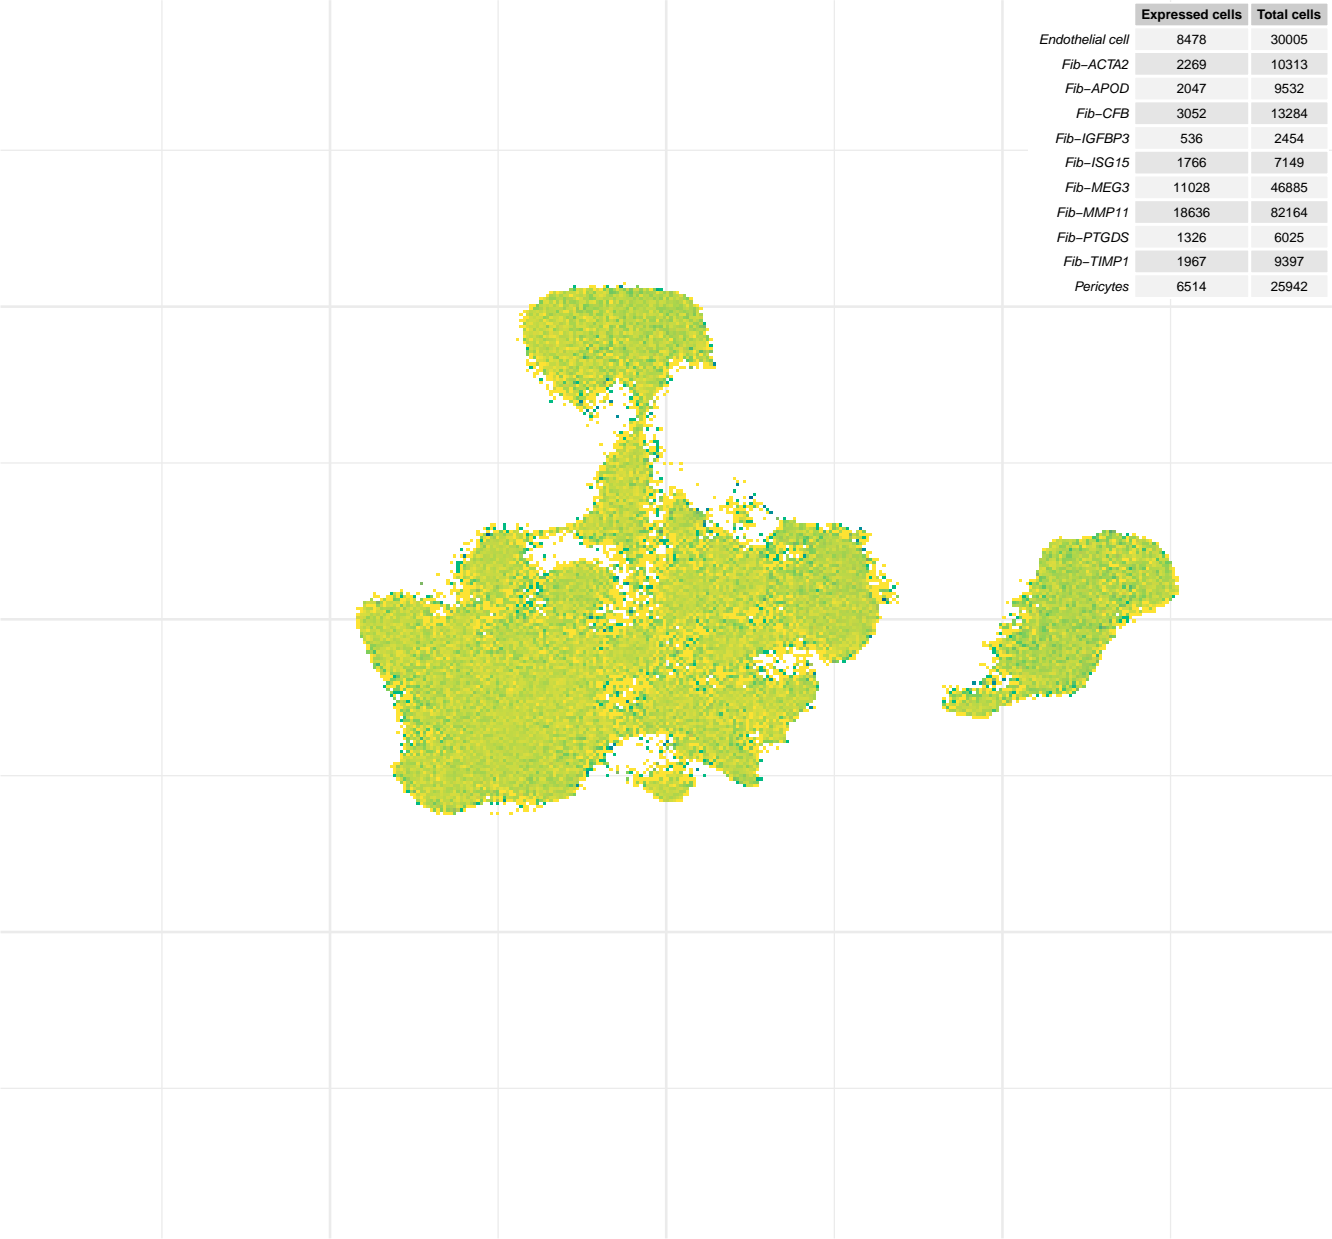 Expressed cells Total cells
Endothelial cell 8478 30005
Fib−ACTA2 2269 10313
Fib−APOD 2047 9532
Fib−CFB 3052 13284
Fib−IGFBP3 536 2454
Fib−ISG15 1766 7149
Fib−MEG3 11028 46885
Fib−MMP11 18636 82164
Fib−PTGDS 1326 6025
Fib−TIMP1 1967 9397
Pericytes 6514 25942